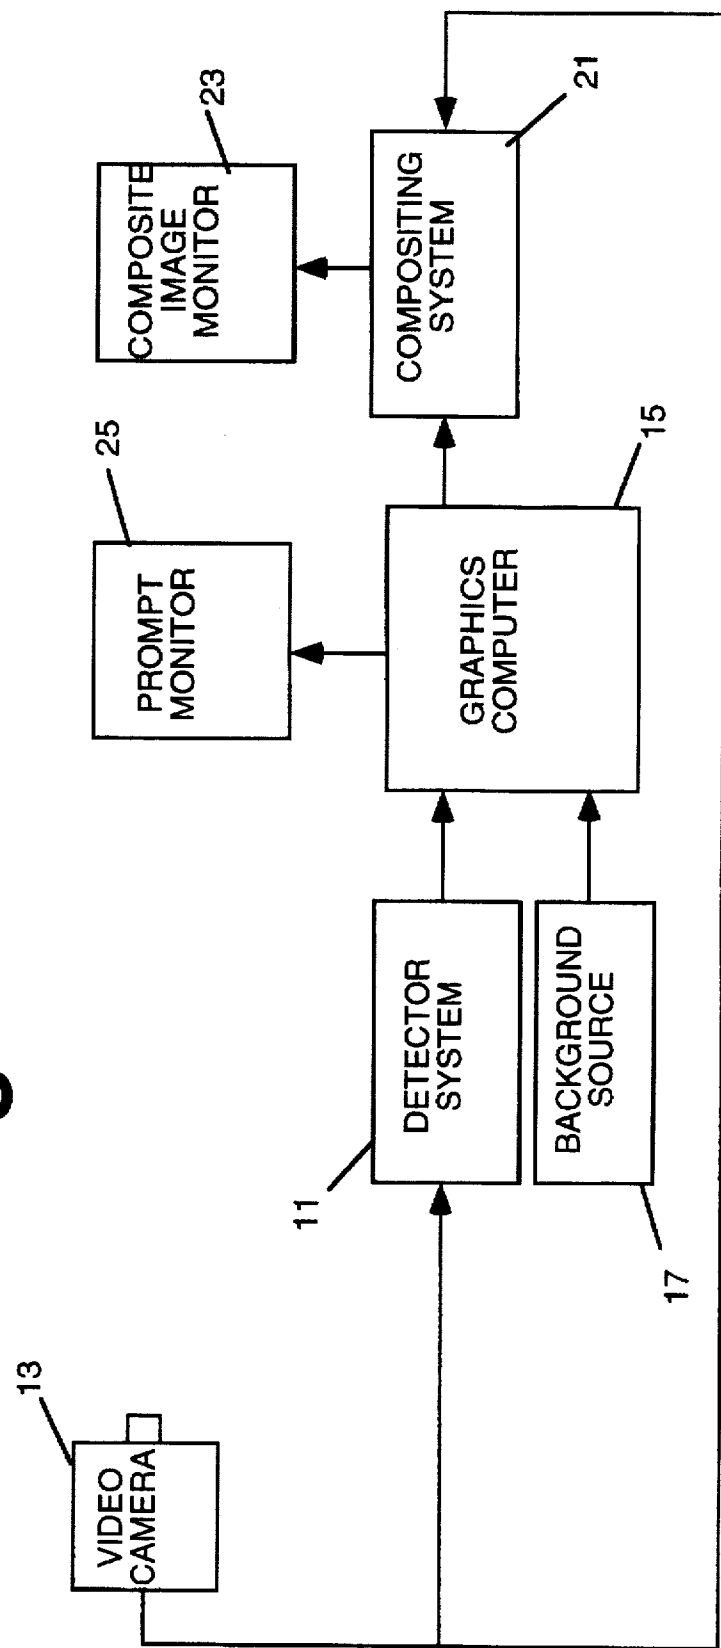 13
VIDEO
CAMERA
11
DETECTOR
SYSTEM
17
BACKGROUND
SOURCE
25
PROMPT
MONITOR
15
GRAPHICS
COMPUTER
23
COMPOSITE
IMAGE
MONITOR
21
COMPOSITING
SYSTEM